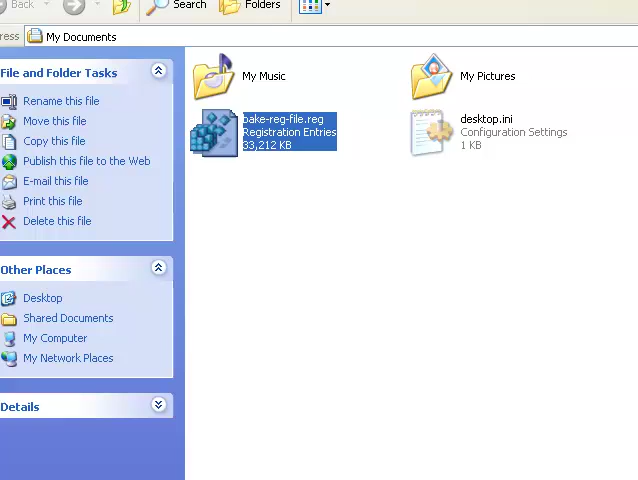 Back
Search
Folders
ress
My Documents
File and Folder Tasks
Rename this file
Move this file
Copy this file
Publish this file to the Web
E-mail this file
Print this file
Delete this file
Other Places
Desktop
Shared Documents
My Computer
My Network Places
Details
My Music
My Pictures
bake-reg-file.reg
Registration Entries
33,212 KB
desktop.ini
Configuration Settings
1 KB